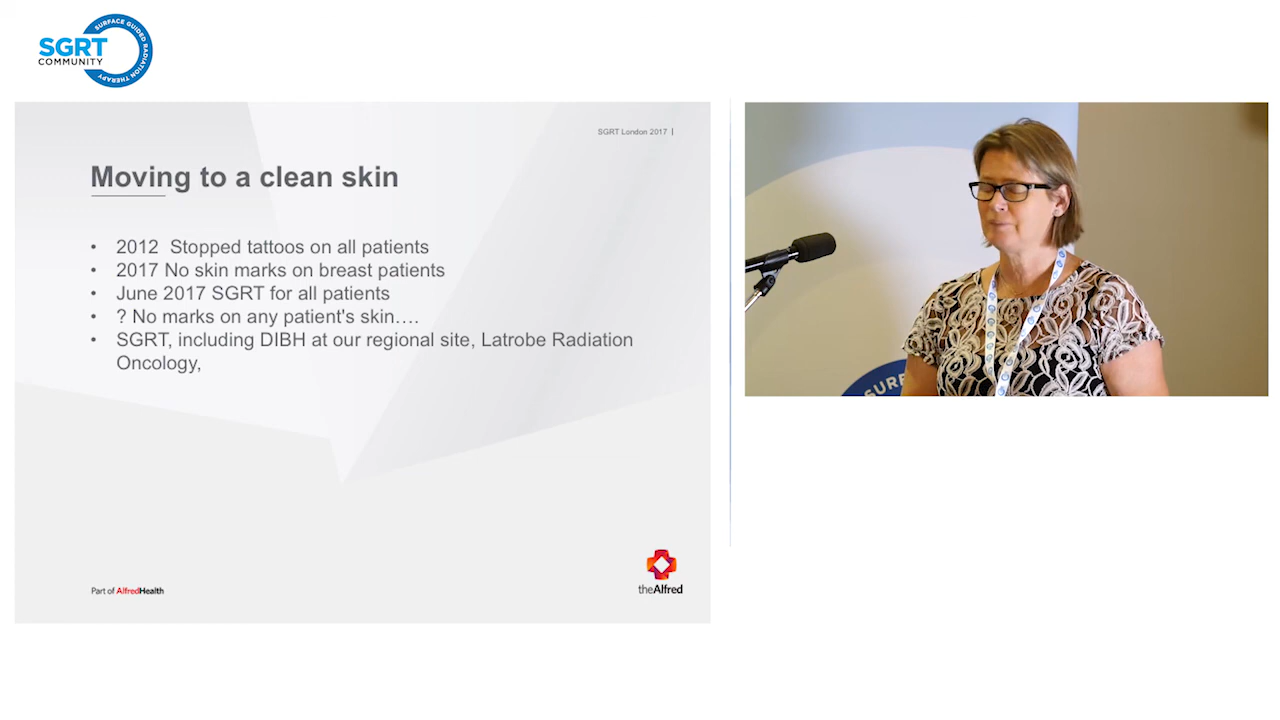 SURFACE GUIDED RADIATION THERAPY
SGRT
COMMUNITY
SGRT London 2017 |
Moving to a clean skin
• 2012 Stopped tattoos on all patients
• 2017 No skin marks on breast patients
• June 2017 SGRT for all patients
• ? No marks on any patient's skin….
• SGRT, including DIBH at our regional site, Latrobe Radiation
Oncology,
Part of AlfredHealth
theAlfred